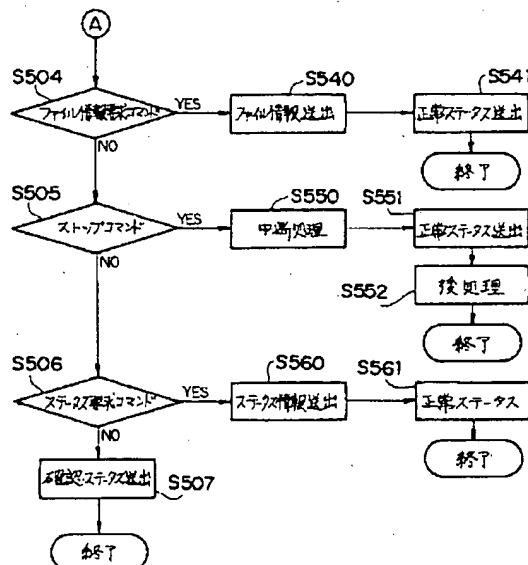 A
S504
ファイル情報要求コマンド
YES
NO
S540
ファイル情報送出
S541
正常ステータス送出
終了
S505
ストップコマンド
YES
NO
S550
中断処理
S551
正常ステータス送出
S552
後処理
終了
S506
ステータス要求コマンド
YES
NO
S560
ステータス情報送出
S561
正常ステータス
終了
確認ステータス送出
S507
終了